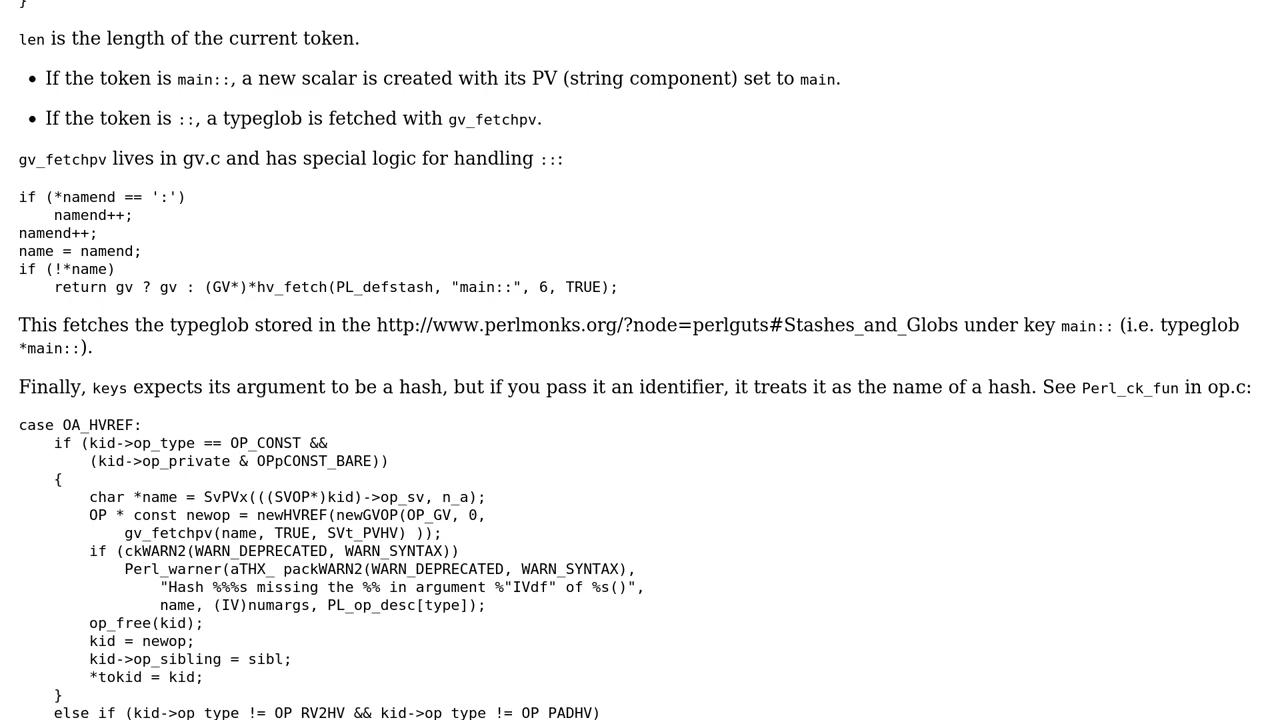 }
len is the length of the current token.
• If the token is main::, a new scalar is created with its PV (string component) set to main.
• If the token is ::, a typeglob is fetched with gv_fetchpv.
gv_fetchpv lives in gv.c and has special logic for handling :::
if (*namend == ':')
    namend++;
namend++;
name = namend;
if (!*name)
    return gv ? gv : (GV*)*hv_fetch(PL_defstash, "main::", 6, TRUE);
This fetches the typeglob stored in the http://www.perlmonks.org/?node=perlguts#Stashes_and_Globs under key main:: (i.e. typeglob
*main::).
Finally, keys expects its argument to be a hash, but if you pass it an identifier, it treats it as the name of a hash. See Perl_ck_fun in op.c:
case OA_HVREF:
    if (kid->op_type == OP_CONST &&
        (kid->op_private & OPpCONST_BARE))
    {
        char *name = SvPVx(((SVOP*)kid)->op_sv, n_a);
        OP * const newop = newHVREF(newGVOP(OP_GV, 0,
            gv_fetchpv(name, TRUE, SVt_PVHV) ));
        if (ckWARN2(WARN_DEPRECATED, WARN_SYNTAX))
            Perl_warner(aTHX_ packWARN2(WARN_DEPRECATED, WARN_SYNTAX),
                "Hash %%%s missing the %% in argument %"IVdf" of %s()",
                name, (IV)numargs, PL_op_desc[type]);
        op_free(kid);
        kid = newop;
        kid->op_sibling = sibl;
        *tokid = kid;
    }
    else if (kid->op_type != OP_RV2HV && kid->op_type != OP_PADHV)